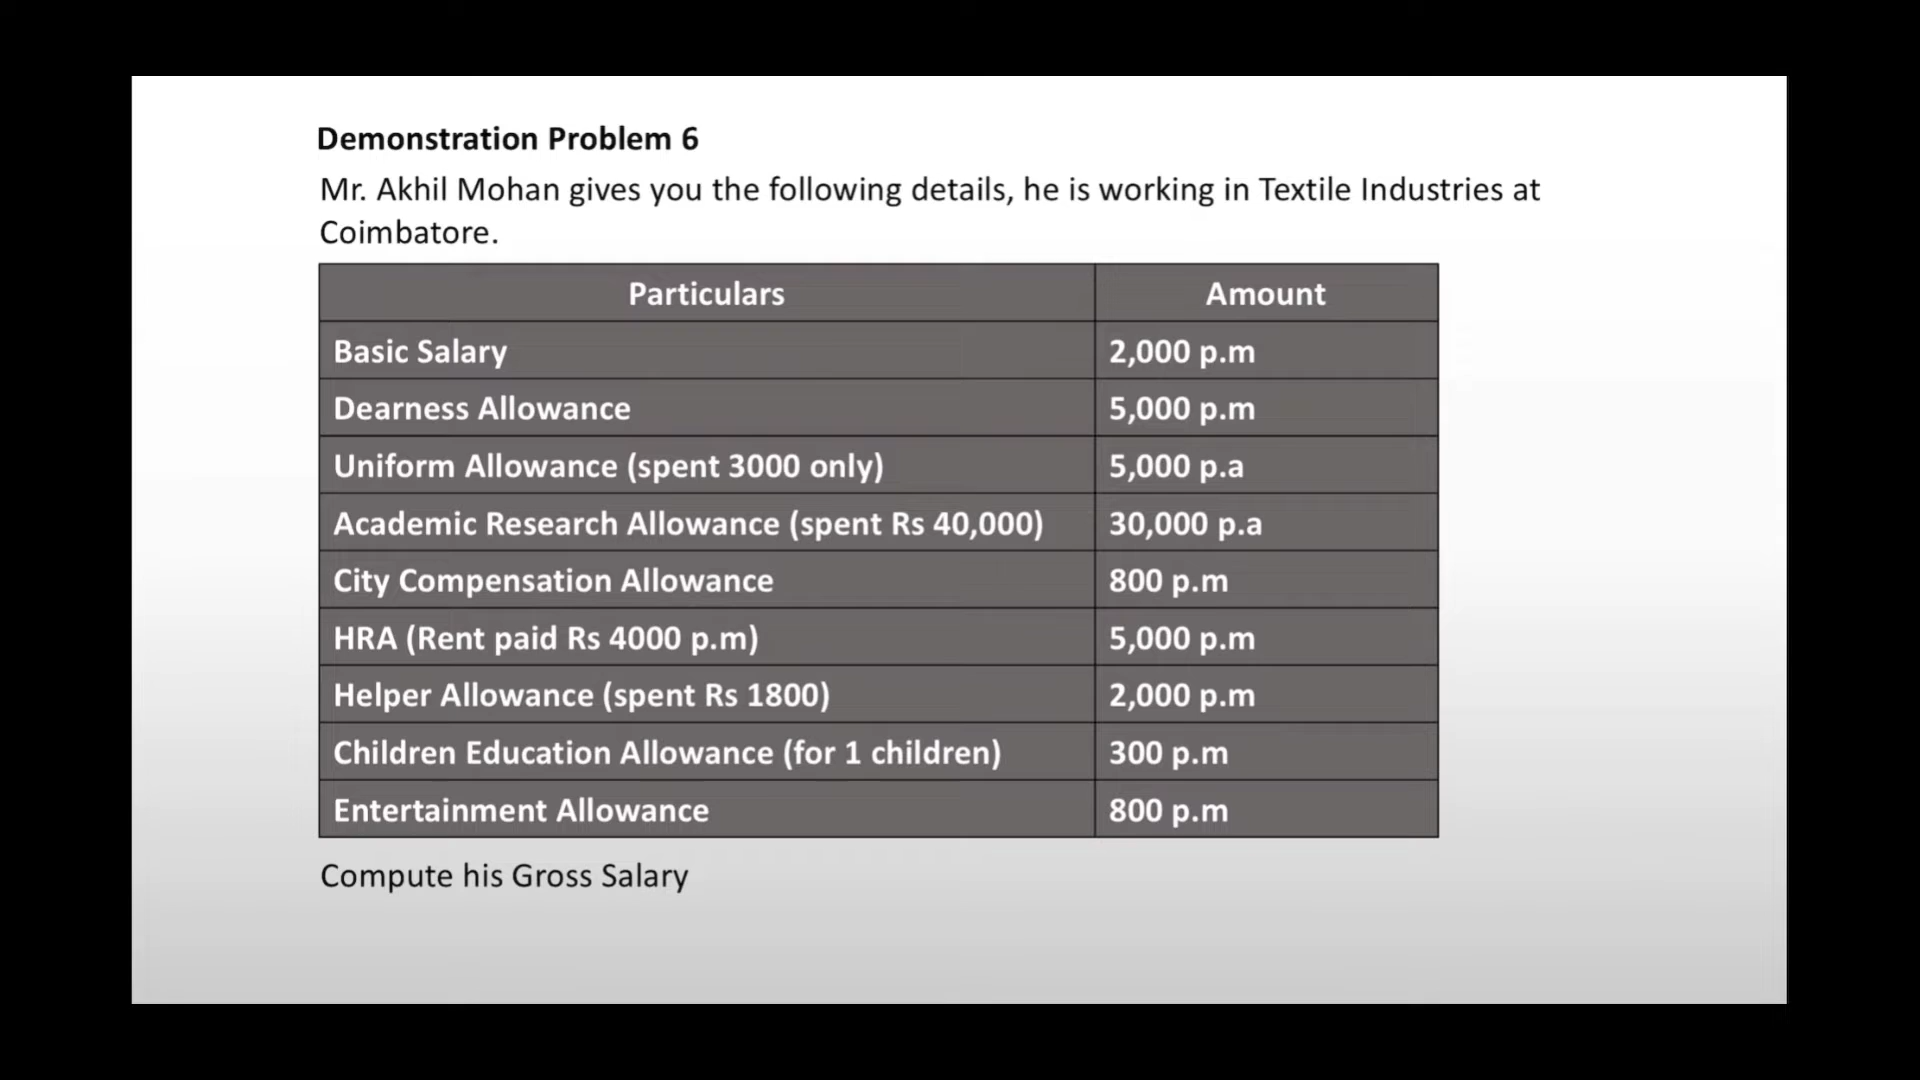 Demonstration Problem 6
Mr. Akhil Mohan gives you the following details, he is working in Textile Industries at
Coimbatore.
Particulars Amount
Basic Salary 2,000 p.m
Dearness Allowance 5,000 p.m
Uniform Allowance (spent 3000 only) 5,000 p.a
Academic Research Allowance (spent Rs 40,000) 30,000 p.a
City Compensation Allowance 800 p.m
HRA (Rent paid Rs 4000 p.m) 5,000 p.m
Helper Allowance (spent Rs 1800) 2,000 p.m
Children Education Allowance (for 1 children) 300 p.m
Entertainment Allowance 800 p.m
Compute his Gross Salary